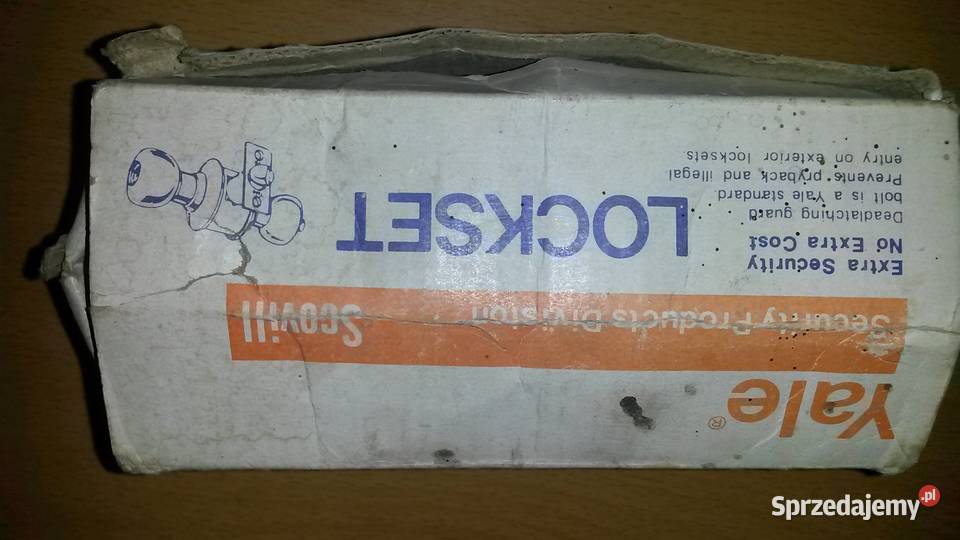 Yale®
Security Products Division
Scovill
Extra Security
No Extra Cost
Deadlatching guard
bolt is a Yale standard.
Prevents pryback and illegal
entry on exterior locksets
LOCKSET
Sprzedajemy.pl